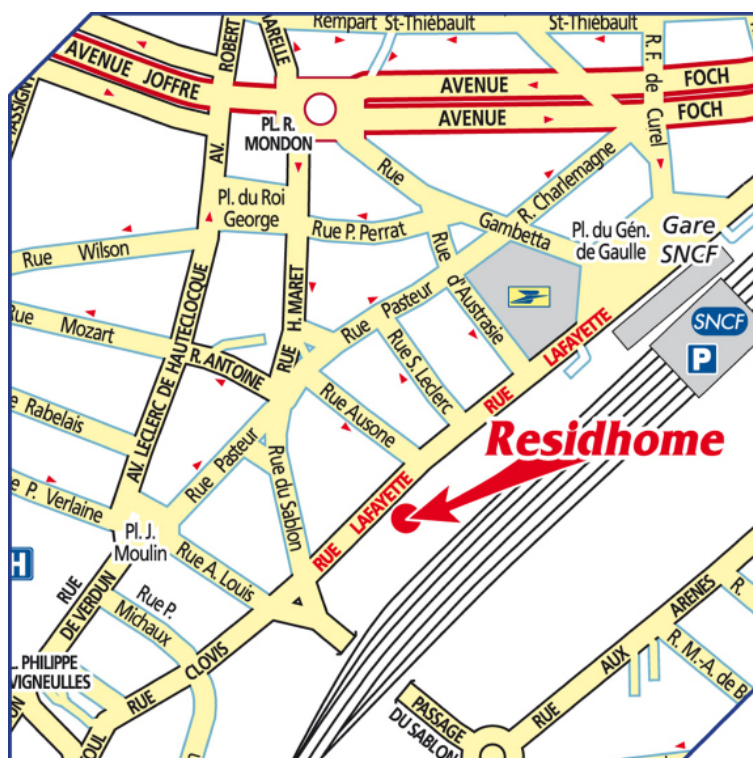 Rempart St-Thiébault
St-Thiébault
ROBERT
R. F. de Curel
AVENUE JOFFRE
AVENUE FOCH
AVENUE FOCH
PL. R.
MONDON
AV.
Rue
R. Charlemagne
Pl. du Roi
George
Rue P. Perrat
Gambetta
Pl. du Gén.
de Gaulle
Gare
SNCF
Rue Wilson
Rue
d'Austrasie
RUE H. MARET
Rue Pasteur
SNCF
P
Rue Mozart
R. ANTOINE
AV. LECLERC DE HAUTECLOCQUE
Rue S. Leclerc
RUE LAFAYETTE
Rabelais
Rue Ausone
Residhome
Rue Pasteur
Rue du Sablon
RUE LAFAYETTE
P. Verlaine
Pl. J.
Moulin
Rue A. Louis
H
RUE
DE VERDUN
Rue P.
Michaux
RUE CLOVIS
PHILIPPE
VIGNEULLES
RUE AUX ARENES
R.
R. M.-A. de B
PASSAGE
DU SABLON